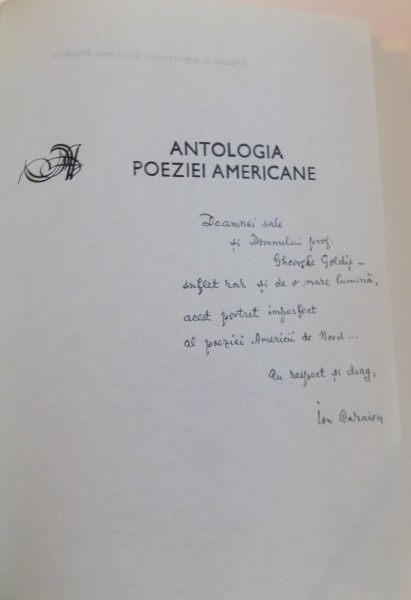 ANTOLOGIA
POEZIEI AMERICANE
Doamnei sale
și Domnului prof.
Gheorghe Goldiș –
suflet rar și de o mare lumină,
acest portret imperfect
al poeziei Americii de Nord...
Cu respect și drag,
Ion Caraion